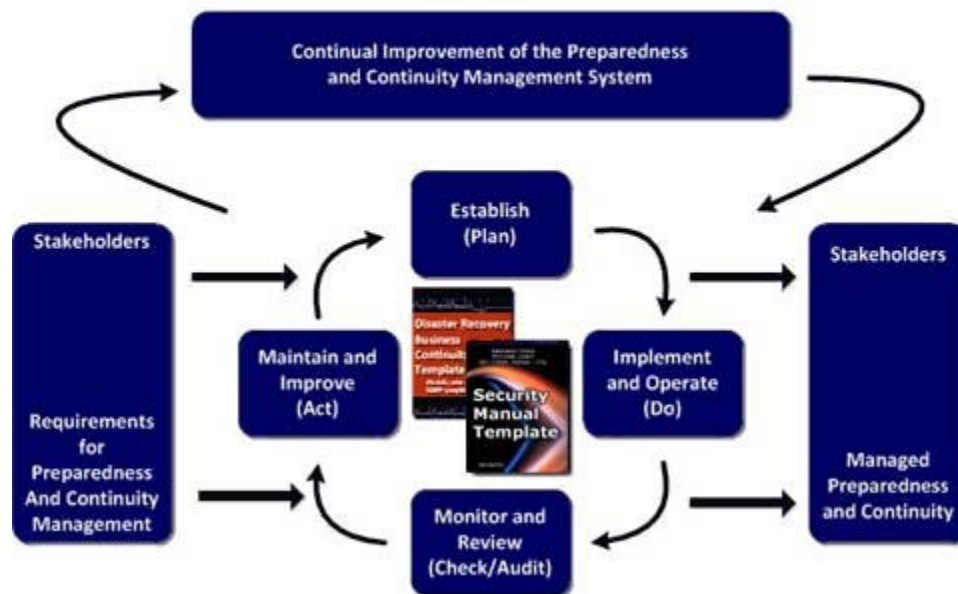 Continual Improvement of the Preparedness
and Continuity Management System
Establish
(Plan)
Stakeholders
Requirements
for
Preparedness
And Continuity
Management
Maintain and
Improve
(Act)
Disaster Recovery
Business
Continuity
Template
Security
Manual
Template
Implement
and Operate
(Do)
Stakeholders
Managed
Preparedness
and Continuity
Monitor and
Review
(Check/Audit)